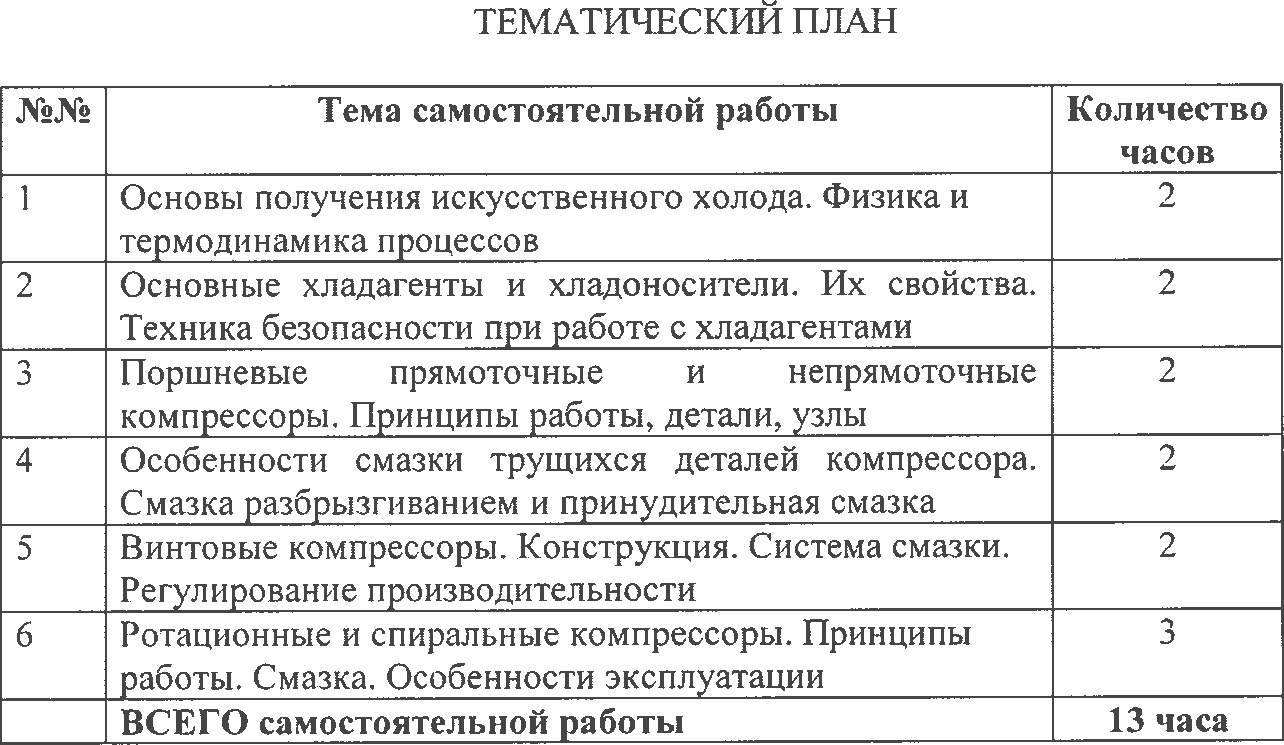 ТЕМАТИЧЕСКИЙ ПЛАН
№№ Тема самостоятельной работы Количество
часов
1 Основы получения искусственного холода. Физика и 2
термодинамика процессов
2 Основные хладагенты и хладоносители. Их свойства. 2
Техника безопасности при работе с хладагентами
3 Поршневые прямоточные и непрямоточные 2
компрессоры. Принципы работы, детали, узлы
4 Особенности смазки трущихся деталей компрессора. 2
Смазка разбрызгиванием и принудительная смазка
5 Винтовые компрессоры. Конструкция. Система смазки. 2
Регулирование производительности
6 Ротационные и спиральные компрессоры. Принципы 3
работы. Смазка. Особенности эксплуатации
ВСЕГО самостоятельной работы 13 часа